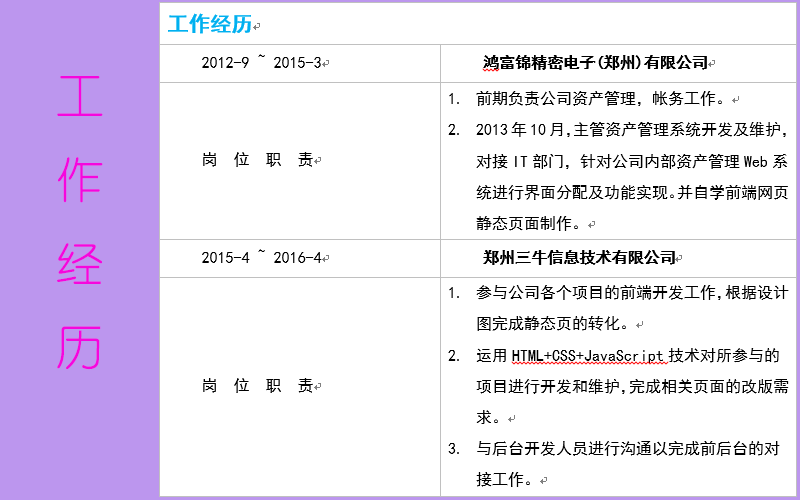 工
作
经
历
工作经历
2012-9 ~ 2015-3
鸿富锦精密电子(郑州)有限公司
岗 位 职 责
1. 前期负责公司资产管理，帐务工作。
2. 2013年10月,主管资产管理系统开发及维护,
对接IT部门，针对公司内部资产管理Web系
统进行界面分配及功能实现。并自学前端网页
静态页面制作。
2015-4 ~ 2016-4
郑州三牛信息技术有限公司
岗 位 职 责
1. 参与公司各个项目的前端开发工作,根据设计
图完成静态页的转化。
2. 运用HTML+CSS+JavaScript技术对所参与的
项目进行开发和维护,完成相关页面的改版需
求。
3. 与后台开发人员进行沟通以完成前后台的对
接工作。